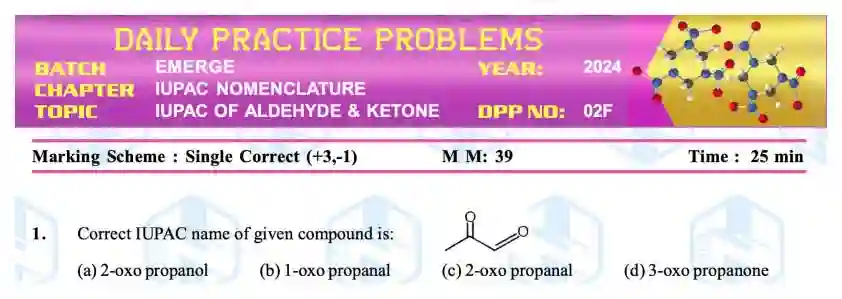 DAILY PRACTICE PROBLEMS
BATCH EMERGE YEAR: 2024
CHAPTER IUPAC NOMENCLATURE
TOPIC IUPAC OF ALDEHYDE & KETONE DPP NO: 02F
Marking Scheme : Single Correct (+3,-1) M M: 39 Time : 25 min
1. Correct IUPAC name of given compound is: O O
(a) 2-oxo propanol (b) 1-oxo propanal (c) 2-oxo propanal (d) 3-oxo propanone